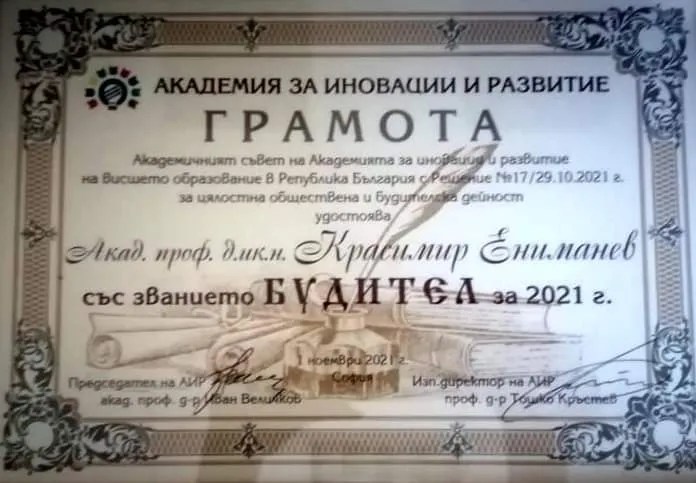 АКАДЕМИЯ ЗА ИНОВАЦИИ И РАЗВИТИЕ
ГРАМОТА
Академичният съвет на Академията за иновации и развитие
на висшето образование в Република България с Решение №17/29.10.2021 г.
за цялостна обществена и будителска дейност
удостоява
Акад. проф. д.ик.н. Красимир Ениманев
със званието БУДИТЕЛ за 2021 г.
1 ноември 2021 г.
София
Председател на АИР
акад. проф. д-р Иван Величков
Изп.директор на АИР
проф. д-р Тошко Кръстев